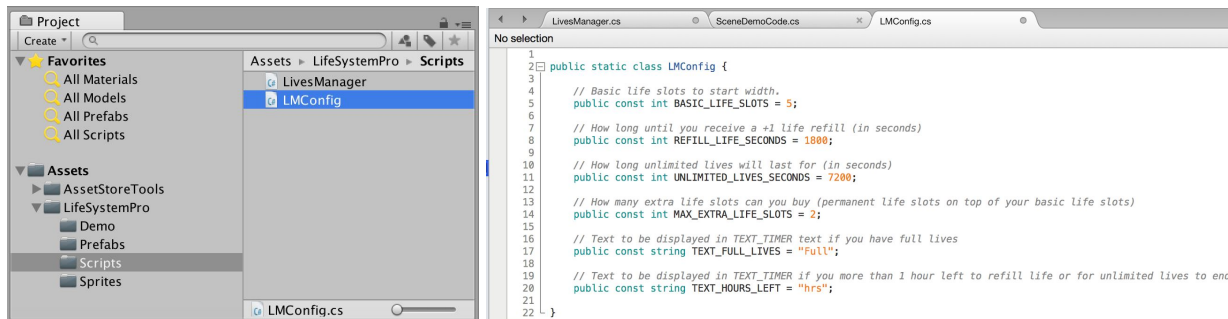 Project
Create
Favorites
All Materials
All Models
All Prefabs
All Scripts
Assets
AssetStoreTools
LifeSystemPro
Demo
Prefabs
Scripts
Sprites
Assets ▸ LifeSystemPro ▸ Scripts
LivesManager
LMConfig
LMConfig.cs
LivesManager.cs
SceneDemoCode.cs
LMConfig.cs
No selection
1
2 public static class LMConfig {
3
4 // Basic life slots to start width.
5 public const int BASIC_LIFE_SLOTS = 5;
6
7 // How long until you receive a +1 life refill (in seconds)
8 public const int REFILL_LIFE_SECONDS = 1800;
9
10 // How long unlimited lives will last for (in seconds)
11 public const int UNLIMITED_LIVES_SECONDS = 7200;
12
13 // How many extra life slots can you buy (permanent life slots on top of your basic life slots)
14 public const int MAX_EXTRA_LIFE_SLOTS = 2;
15
16 // Text to be displayed in TEXT_TIMER text if you have full lives
17 public const string TEXT_FULL_LIVES = "Full";
18
19 // Text to be displayed in TEXT_TIMER if you more than 1 hour left to refill life or for unlimited lives to end
20 public const string TEXT_HOURS_LEFT = "hrs";
21
22 }